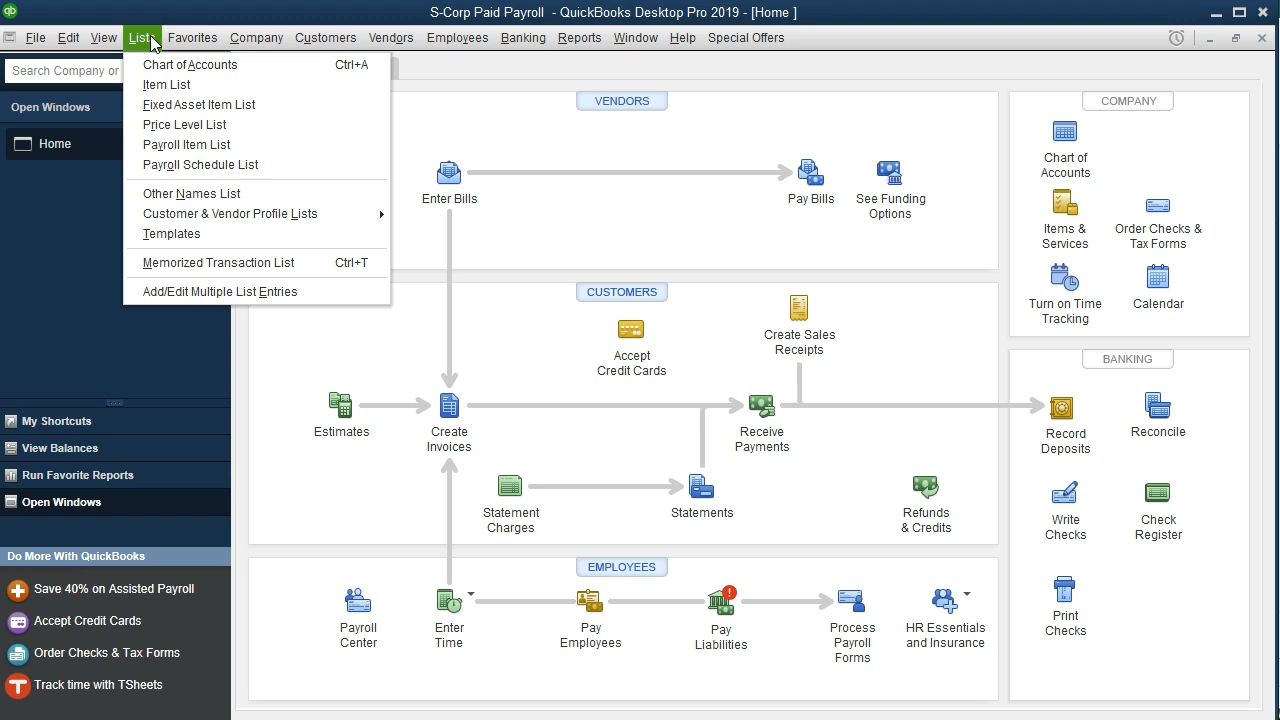 S-Corp Paid Payroll - QuickBooks Desktop Pro 2019 - [Home ]
File Edit View Lists Favorites Company Customers Vendors Employees Banking Reports Window Help Special Offers
Search Company or
Chart of Accounts Ctrl+A
Item List
Fixed Asset Item List
Price Level List
Payroll Item List
Payroll Schedule List
Other Names List
Customer & Vendor Profile Lists
Templates
Memorized Transaction List Ctrl+T
Add/Edit Multiple List Entries
Open Windows
Home
My Shortcuts
View Balances
Run Favorite Reports
Open Windows
Do More With QuickBooks
Save 40% on Assisted Payroll
Accept Credit Cards
Order Checks & Tax Forms
Track time with TSheets
VENDORS
Enter Bills
Pay Bills
See Funding
Options
CUSTOMERS
Create Sales
Receipts
Accept
Credit Cards
Estimates
Create
Invoices
Receive
Payments
Statement
Charges
Statements
Refunds
& Credits
EMPLOYEES
Payroll
Center
Enter
Time
Pay
Employees
Pay
Liabilities
Process
Payroll
Forms
HR Essentials
and Insurance
COMPANY
Chart of
Accounts
Items &
Services
Order Checks &
Tax Forms
Turn on Time
Tracking
Calendar
BANKING
Record
Deposits
Reconcile
Write
Checks
Check
Register
Print
Checks